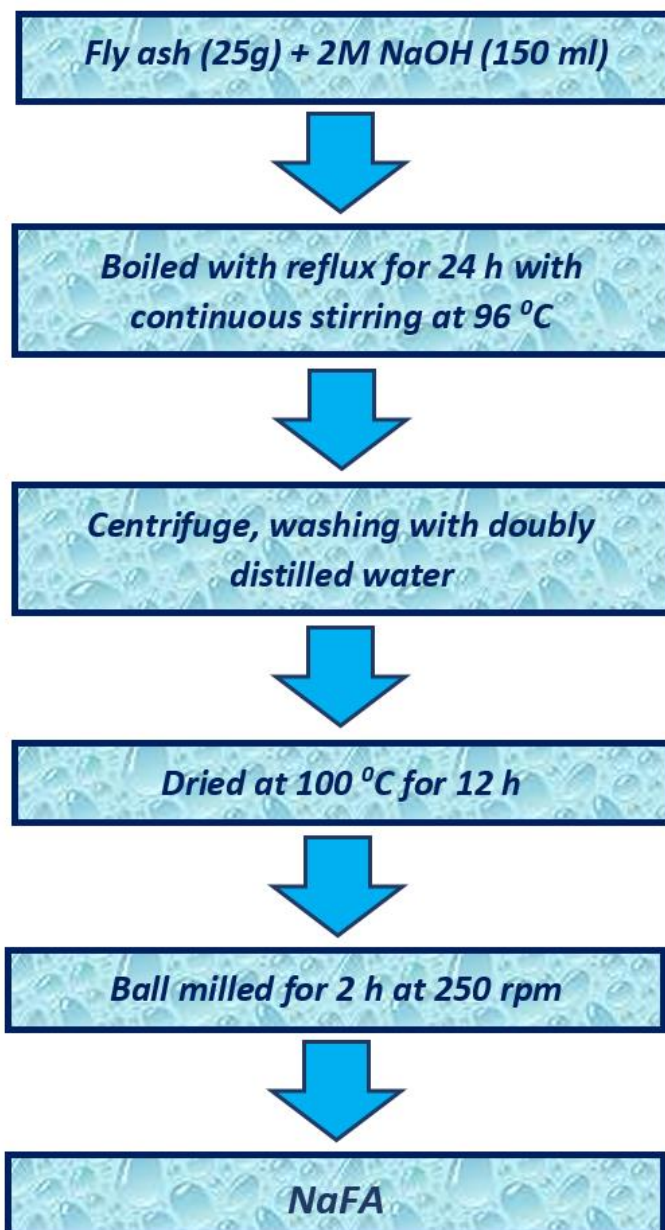 Fly ash (25g) + 2M NaOH (150 ml)
Boiled with reflux for 24 h with
continuous stirring at 96 ⁰C
Centrifuge, washing with doubly
distilled water
Dried at 100 ⁰C for 12 h
Ball milled for 2 h at 250 rpm
NaFA